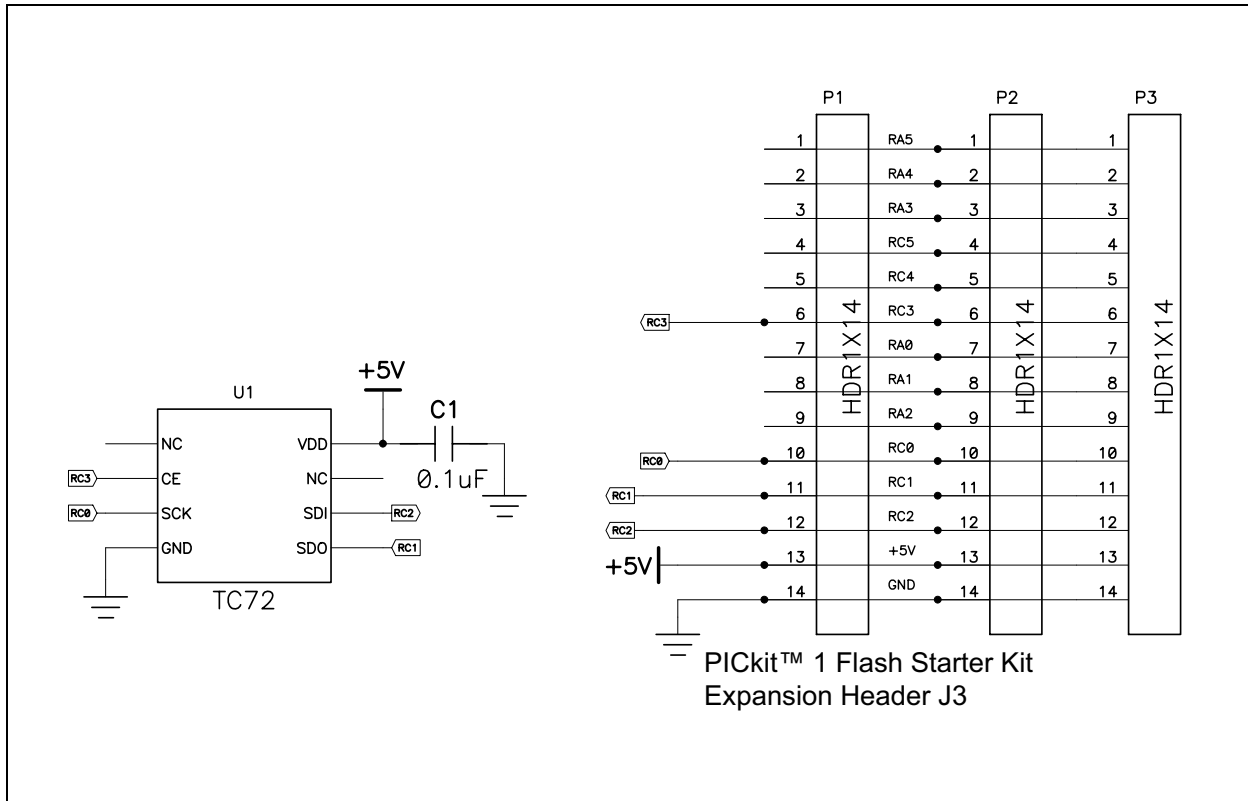 U1
NC
CE
SCK
GND
VDD
NC
SDI
SDO
TC72
RC3
RC0
RC2
RC1
+5V
C1
0.1uF
P1 P2 P3
1 RA5 1 1
2 RA4 2 2
3 RA3 3 3
4 RC5 4 4
5 RC4 5 5
RC3 6 RC3 6 6
7 RA0 7 7
8 RA1 8 8
9 RA2 9 9
RC0 10 RC0 10 10
RC1 11 RC1 11 11
RC2 12 RC2 12 12
+5V 13 +5V 13 13
14 GND 14 14
HDR1X14
HDR1X14
HDR1X14
PICkit™ 1 Flash Starter Kit
Expansion Header J3